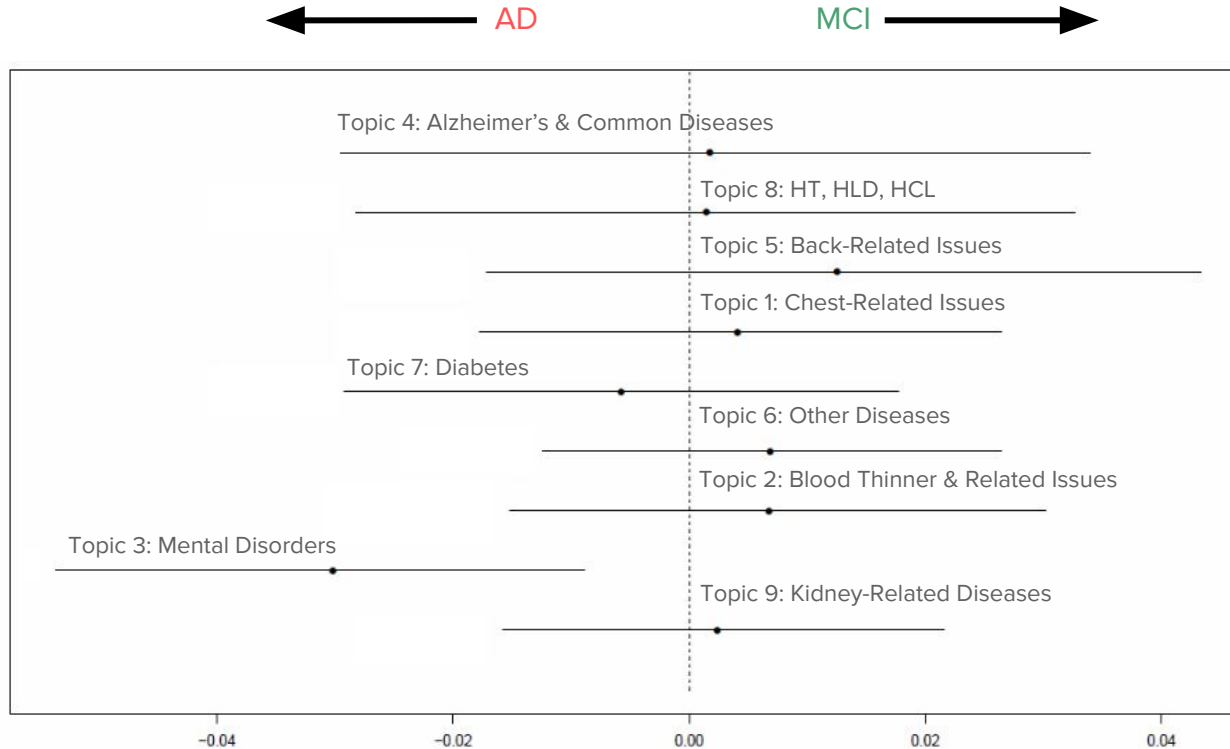 AD
MCI
Topic 4: Alzheimer's & Common Diseases
Topic 8: HT, HLD, HCL
Topic 5: Back-Related Issues
Topic 1: Chest-Related Issues
Topic 7: Diabetes
Topic 6: Other Diseases
Topic 2: Blood Thinner & Related Issues
Topic 3: Mental Disorders
Topic 9: Kidney-Related Diseases
−0.04
−0.02
0.00
0.02
0.04